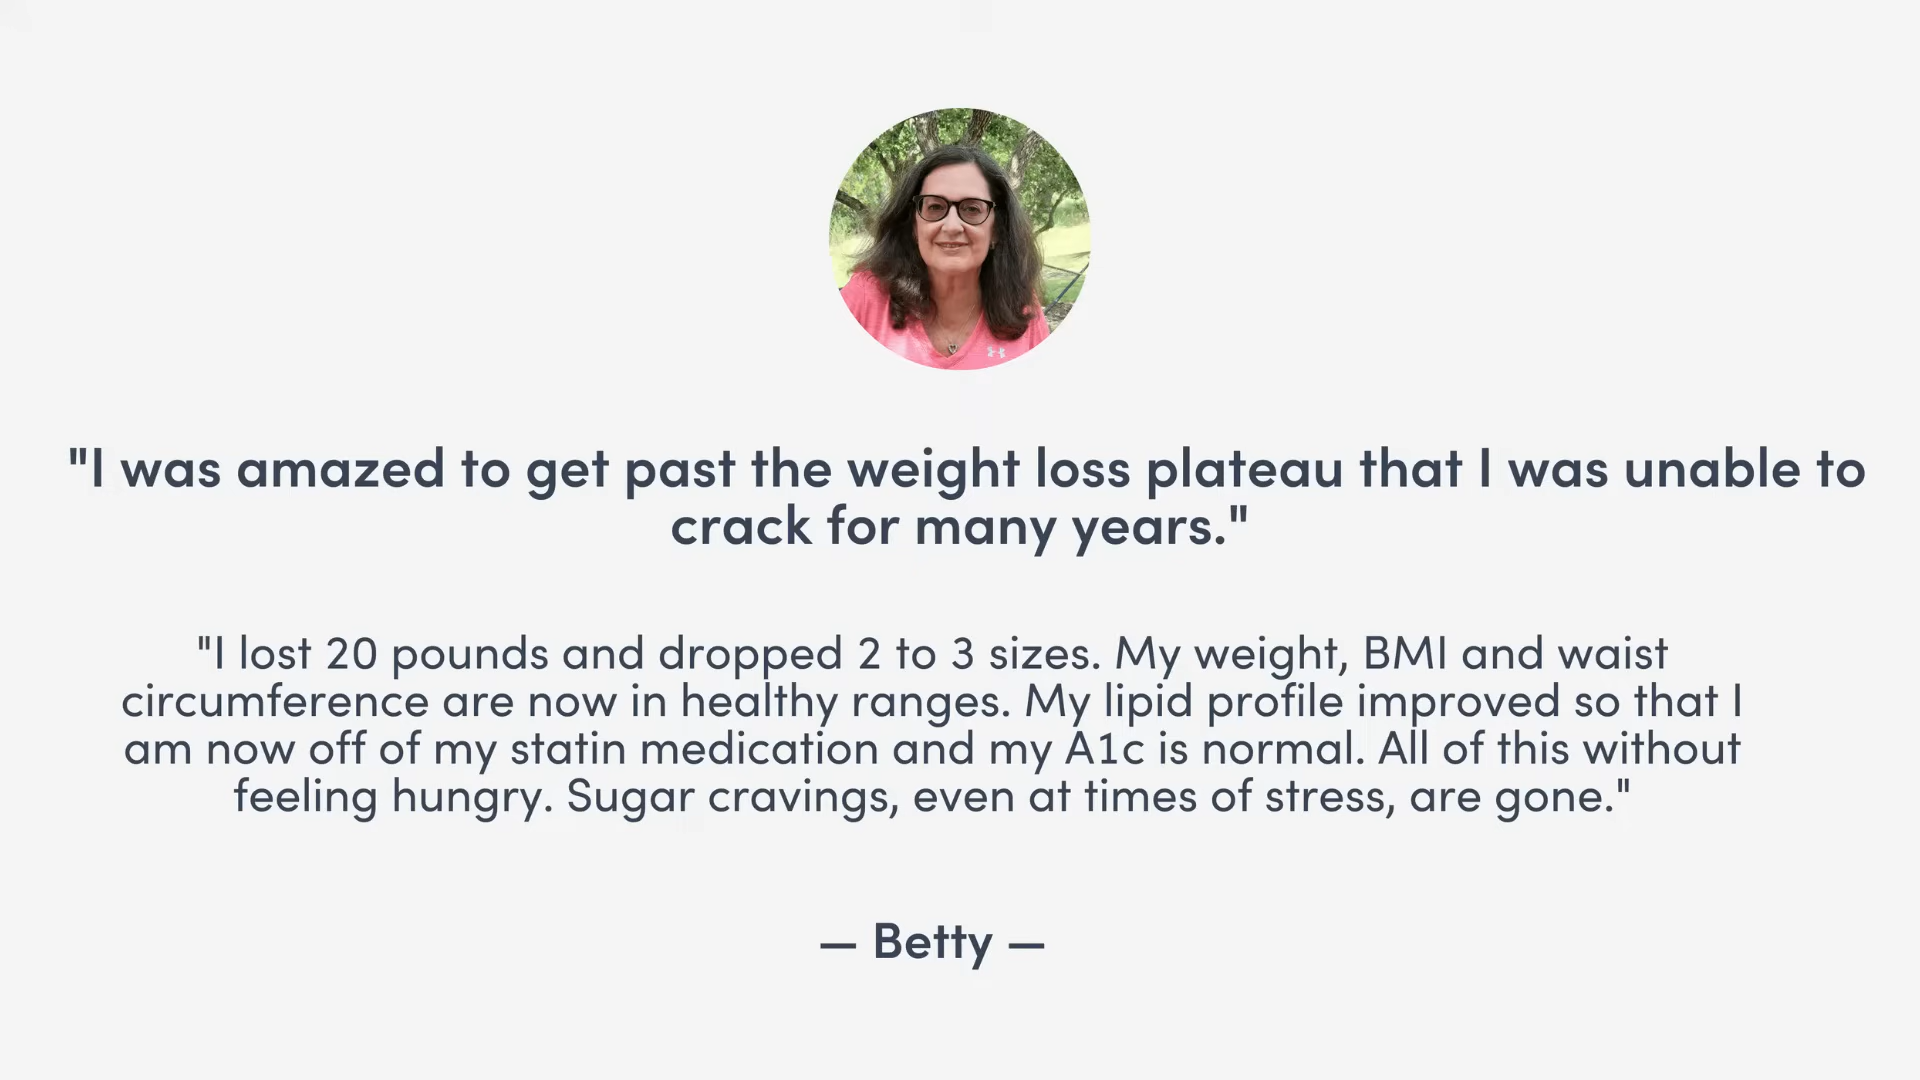 "I was amazed to get past the weight loss plateau that I was unable to
crack for many years."
"I lost 20 pounds and dropped 2 to 3 sizes. My weight, BMI and waist
circumference are now in healthy ranges. My lipid profile improved so that I
am now off of my statin medication and my A1c is normal. All of this without
feeling hungry. Sugar cravings, even at times of stress, are gone."
— Betty —